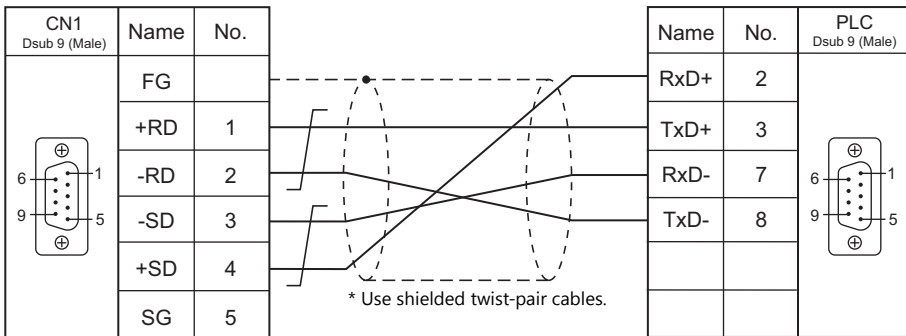 CN1
Dsub 9 (Male)
Name No.
FG
+RD 1
-RD 2
-SD 3
+SD 4
SG 5
6 1
9 5
* Use shielded twist-pair cables.
Name No.
PLC
Dsub 9 (Male)
RxD+ 2
TxD+ 3
RxD- 7
TxD- 8
6 1
9 5